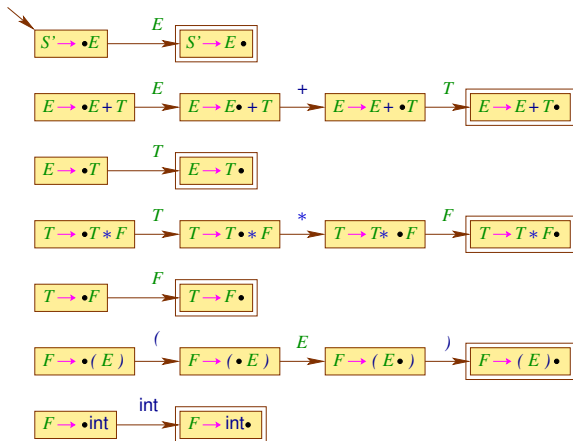 E
S' → •E S' → E •
E + T
E → •E + T E → E• + T E → E + •T E → E + T•
T
E → •T E → T•
T * F
T → •T * F T → T • * F T → T* •F T → T * F•
F
T → •F T → F•
( E )
F → •( E ) F → (• E ) F → ( E•) F → ( E )•
int
F → •int F → int•